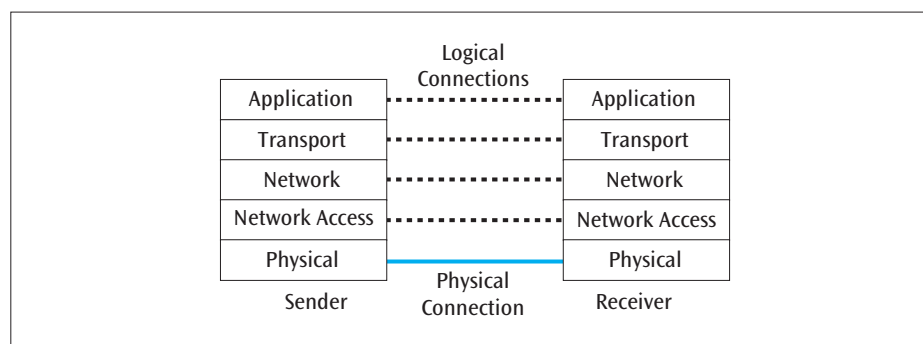 Logical
Connections
Application
Application
Transport
Transport
Network
Network
Network Access
Network Access
Physical
Physical
Physical
Connection
Sender
Receiver